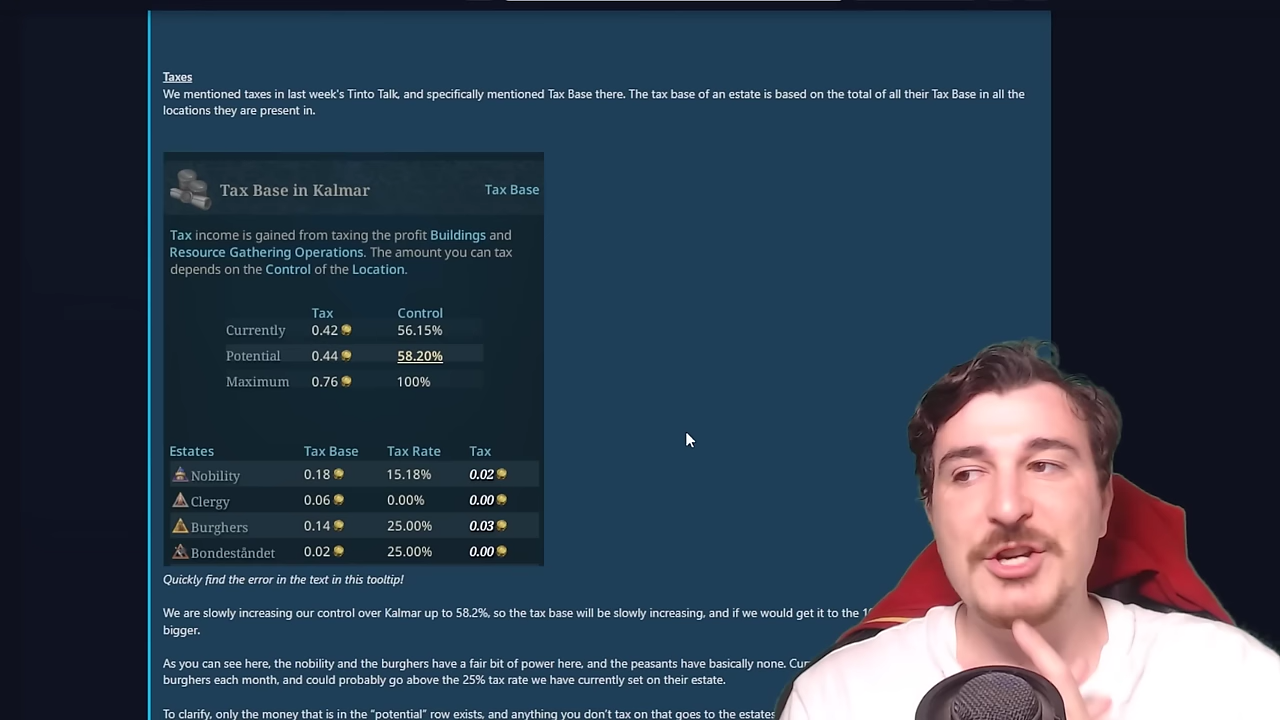 Taxes
We mentioned taxes in last week's Tinto Talk, and specifically mentioned Tax Base there. The tax base of an estate is based on the total of all their Tax Base in all the
locations they are present in.
Tax Base in Kalmar Tax Base
Tax income is gained from taxing the profit Buildings and
Resource Gathering Operations. The amount you can tax
depends on the Control of the Location.
Tax Control
Currently 0.42 56.15%
Potential 0.44 58.20%
Maximum 0.76 100%
Estates Tax Base Tax Rate Tax
Nobility 0.18 15.18% 0.02
Clergy 0.06 0.00% 0.00
Burghers 0.14 25.00% 0.03
Bondeståndet 0.02 25.00% 0.00
Quickly find the error in the text in this tooltip!
We are slowly increasing our control over Kalmar up to 58.2%, so the tax base will be slowly increasing, and if we would get it to the
bigger.
As you can see here, the nobility and the burghers have a fair bit of power here, and the peasants have basically none.
burghers each month, and could probably go above the 25% tax rate we have currently set on their estate.
To clarify, only the money that is in the "potential" row exists, and anything you don't tax on that goes to the estates